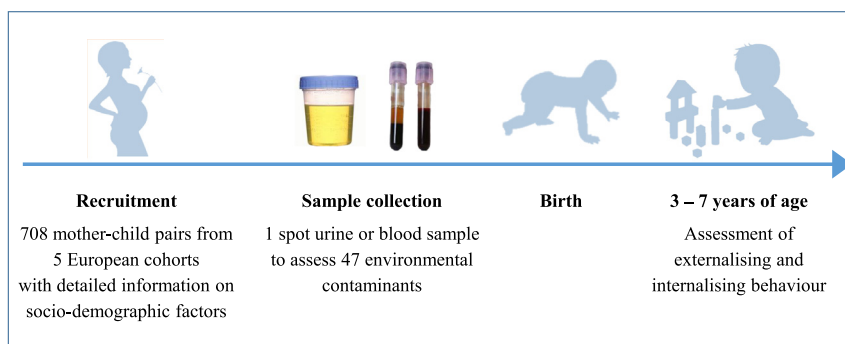 Recruitment
708 mother-child pairs from
5 European cohorts
with detailed information on
socio-demographic factors
Sample collection
1 spot urine or blood sample
to assess 47 environmental
contaminants
Birth
3 – 7 years of age
Assessment of
externalising and
internalising behaviour